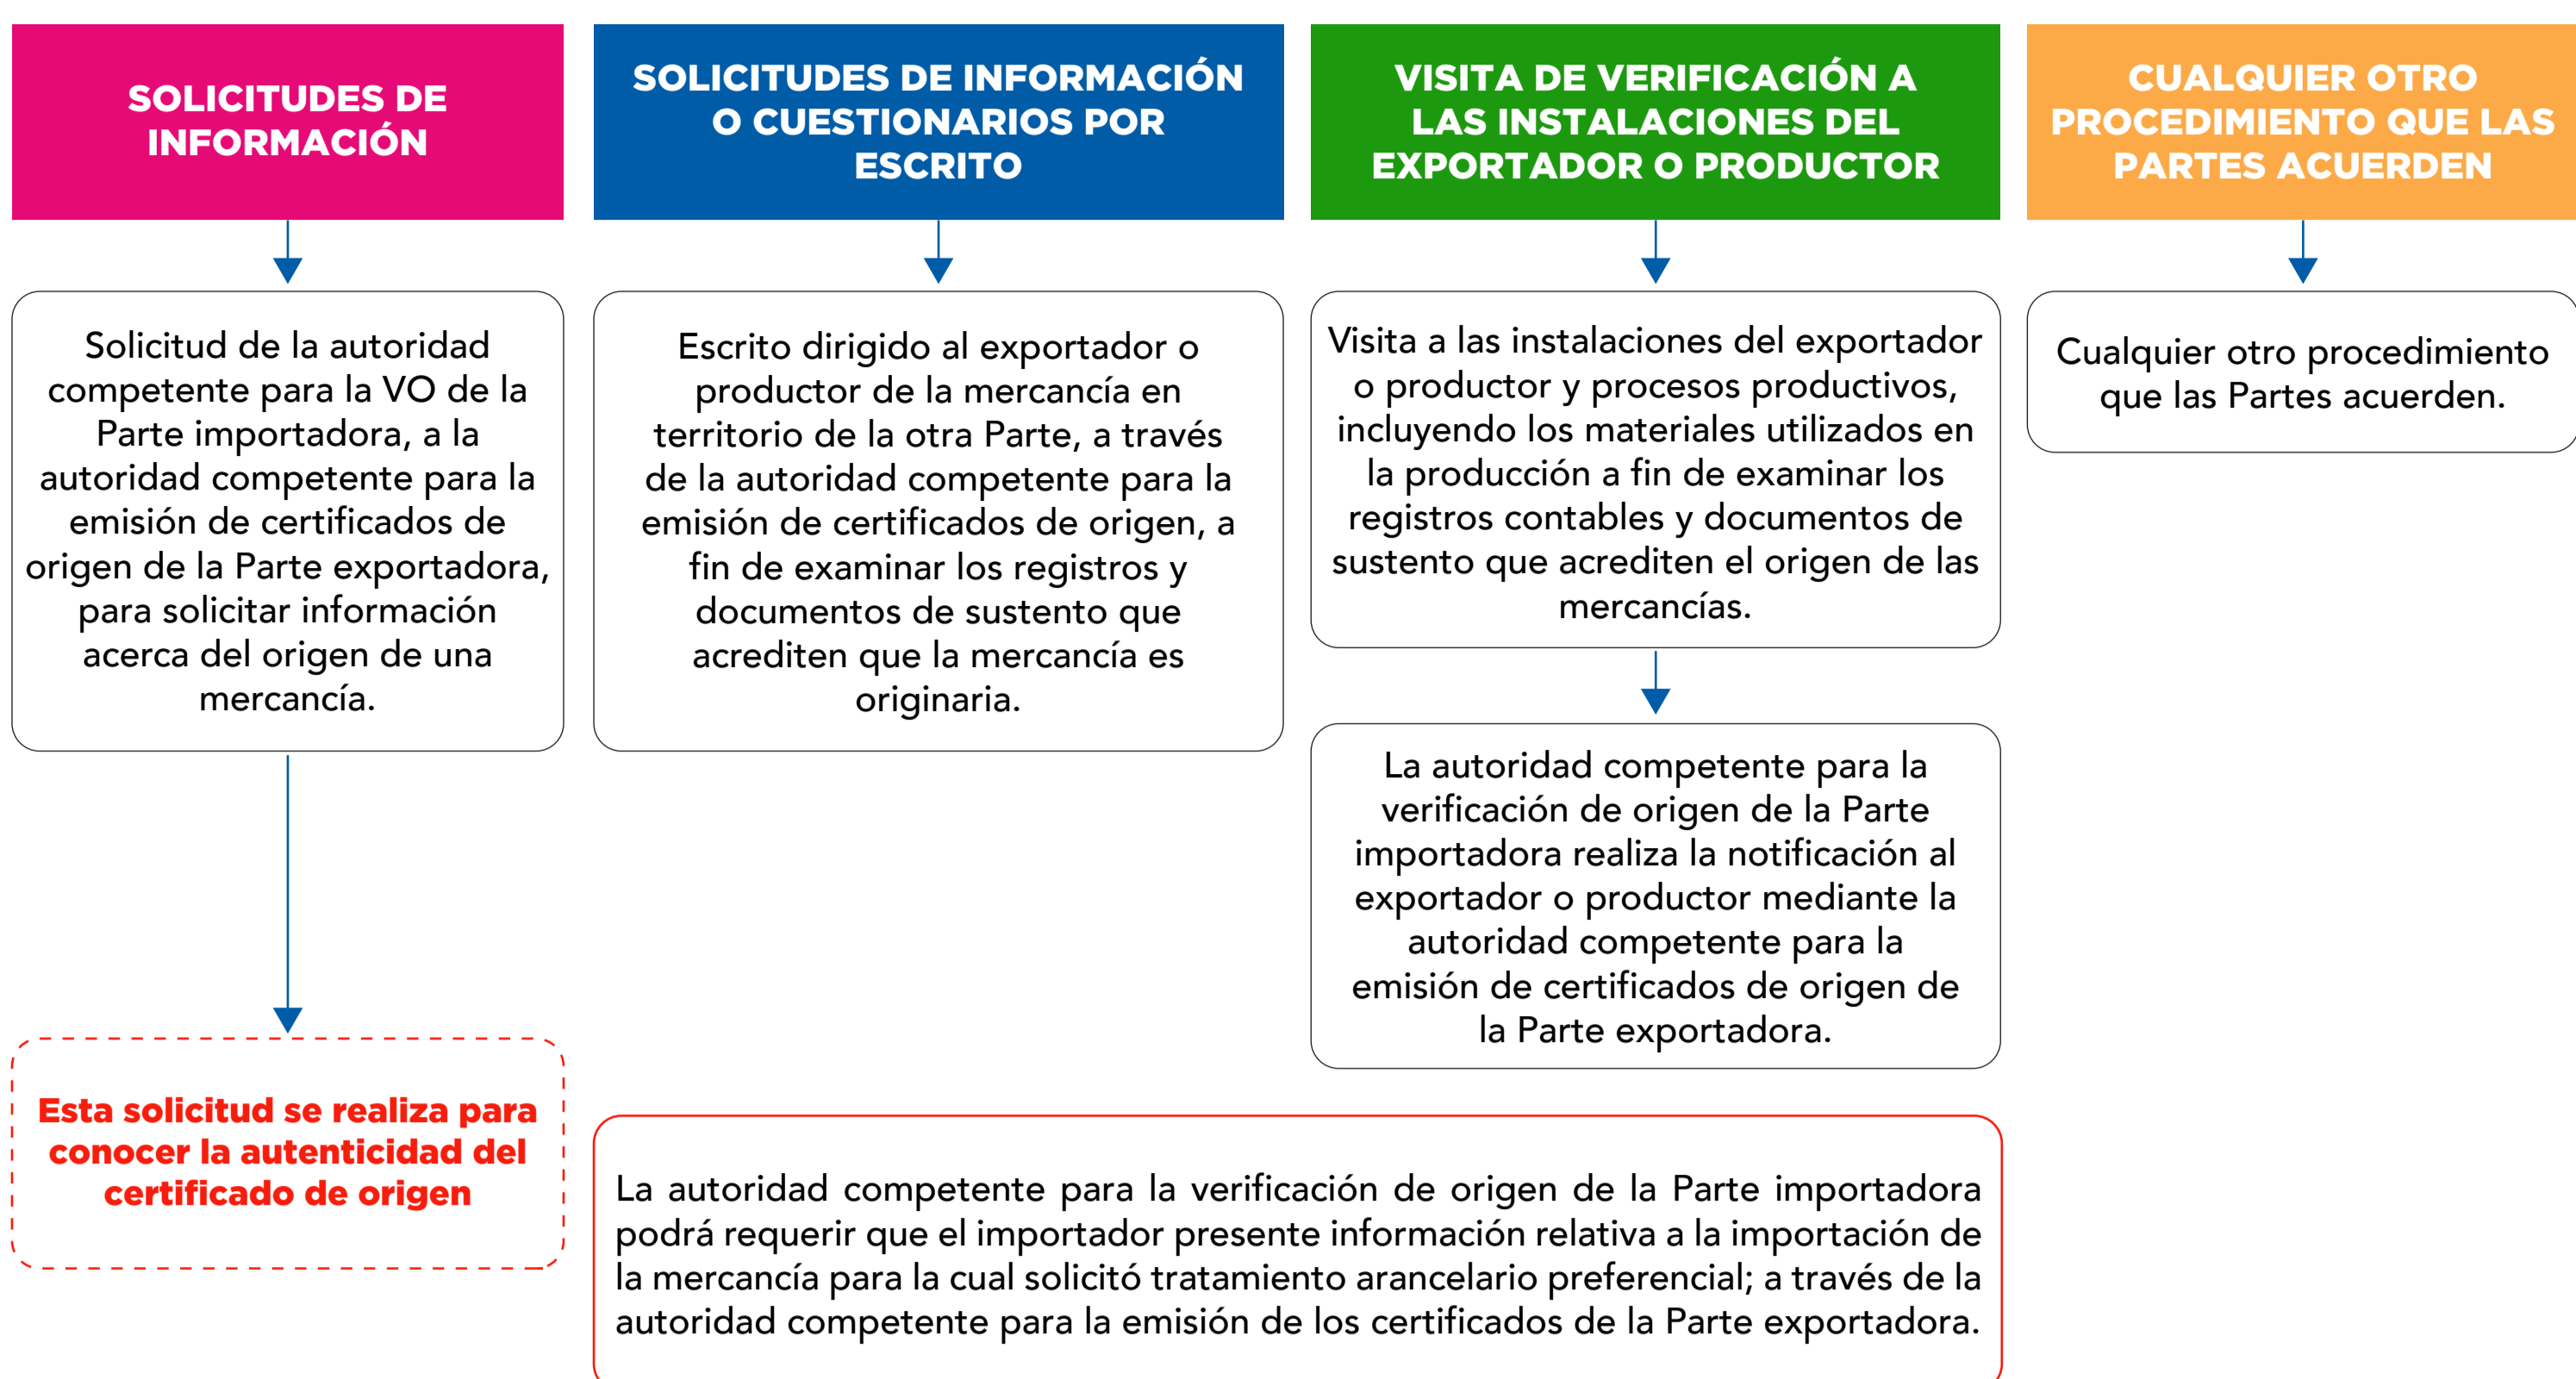 SOLICITUDES DE
INFORMACIÓN
Solicitud de la autoridad
competente para la VO de la
Parte importadora, a la
autoridad competente para la
emisión de certificados de
origen de la Parte exportadora,
para solicitar información
acerca del origen de una
mercancía.
Esta solicitud se realiza para
conocer la autenticidad del
certificado de origen
SOLICITUDES DE INFORMACIÓN
O CUESTIONARIOS POR
ESCRITO
Escrito dirigido al exportador o
productor de la mercancía en
territorio de la otra Parte, a través
de la autoridad competente para la
emisión de certificados de origen, a
fin de examinar los registros y
documentos de sustento que
acrediten que la mercancía es
originaria.
VISITA DE VERIFICACIÓN A
LAS INSTALACIONES DEL
EXPORTADOR O PRODUCTOR
Visita a las instalaciones del exportador
o productor y procesos productivos,
incluyendo los materiales utilizados en
la producción a fin de examinar los
registros contables y documentos de
sustento que acrediten el origen de las
mercancías.
La autoridad competente para la
verificación de origen de la Parte
importadora realiza la notificación al
exportador o productor mediante la
autoridad competente para la
emisión de certificados de origen de
la Parte exportadora.
CUALQUIER OTRO
PROCEDIMIENTO QUE LAS
PARTES ACUERDEN
Cualquier otro procedimiento
que las Partes acuerden.
La autoridad competente para la verificación de origen de la Parte importadora
podrá requerir que el importador presente información relativa a la importación de
la mercancía para la cual solicitó tratamiento arancelario preferencial; a través de la
autoridad competente para la emisión de los certificados de la Parte exportadora.